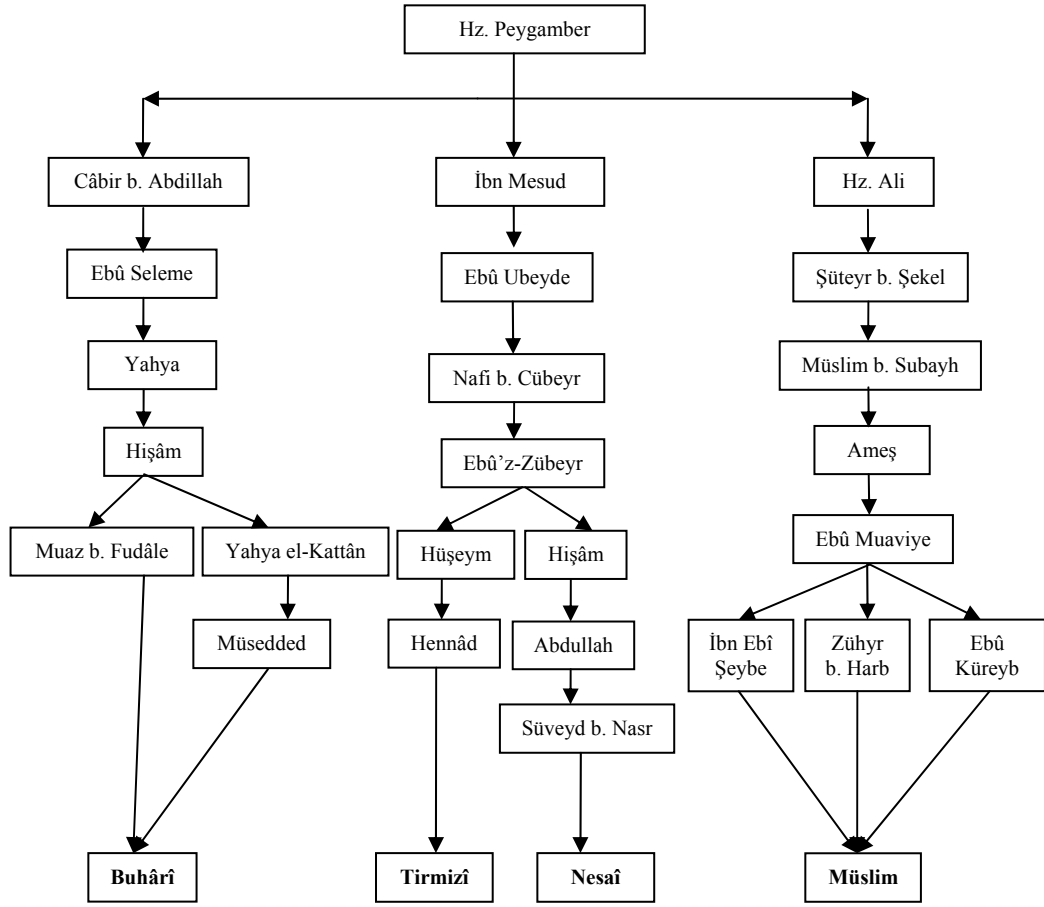 Hz. Peygamber
Câbir b. Abdillah
İbn Mesud
Hz. Ali
Ebû Seleme
Ebû Ubeyde
Şüteyr b. Şekel
Yahya
Nafi b. Cübeyr
Müslim b. Subayh
Hişâm
Ebû’z-Zübeyr
Ameş
Muaz b. Fudâle
Yahya el-Kattân
Hüşeym
Hişâm
Ebû Muaviye
Müsedded
Hennâd
Abdullah
İbn Ebî
Şeybe
Zühyr
b. Harb
Ebû
Küreyb
Süveyd b. Nasr
Buhârî
Tirmizî
Nesaî
Müslim